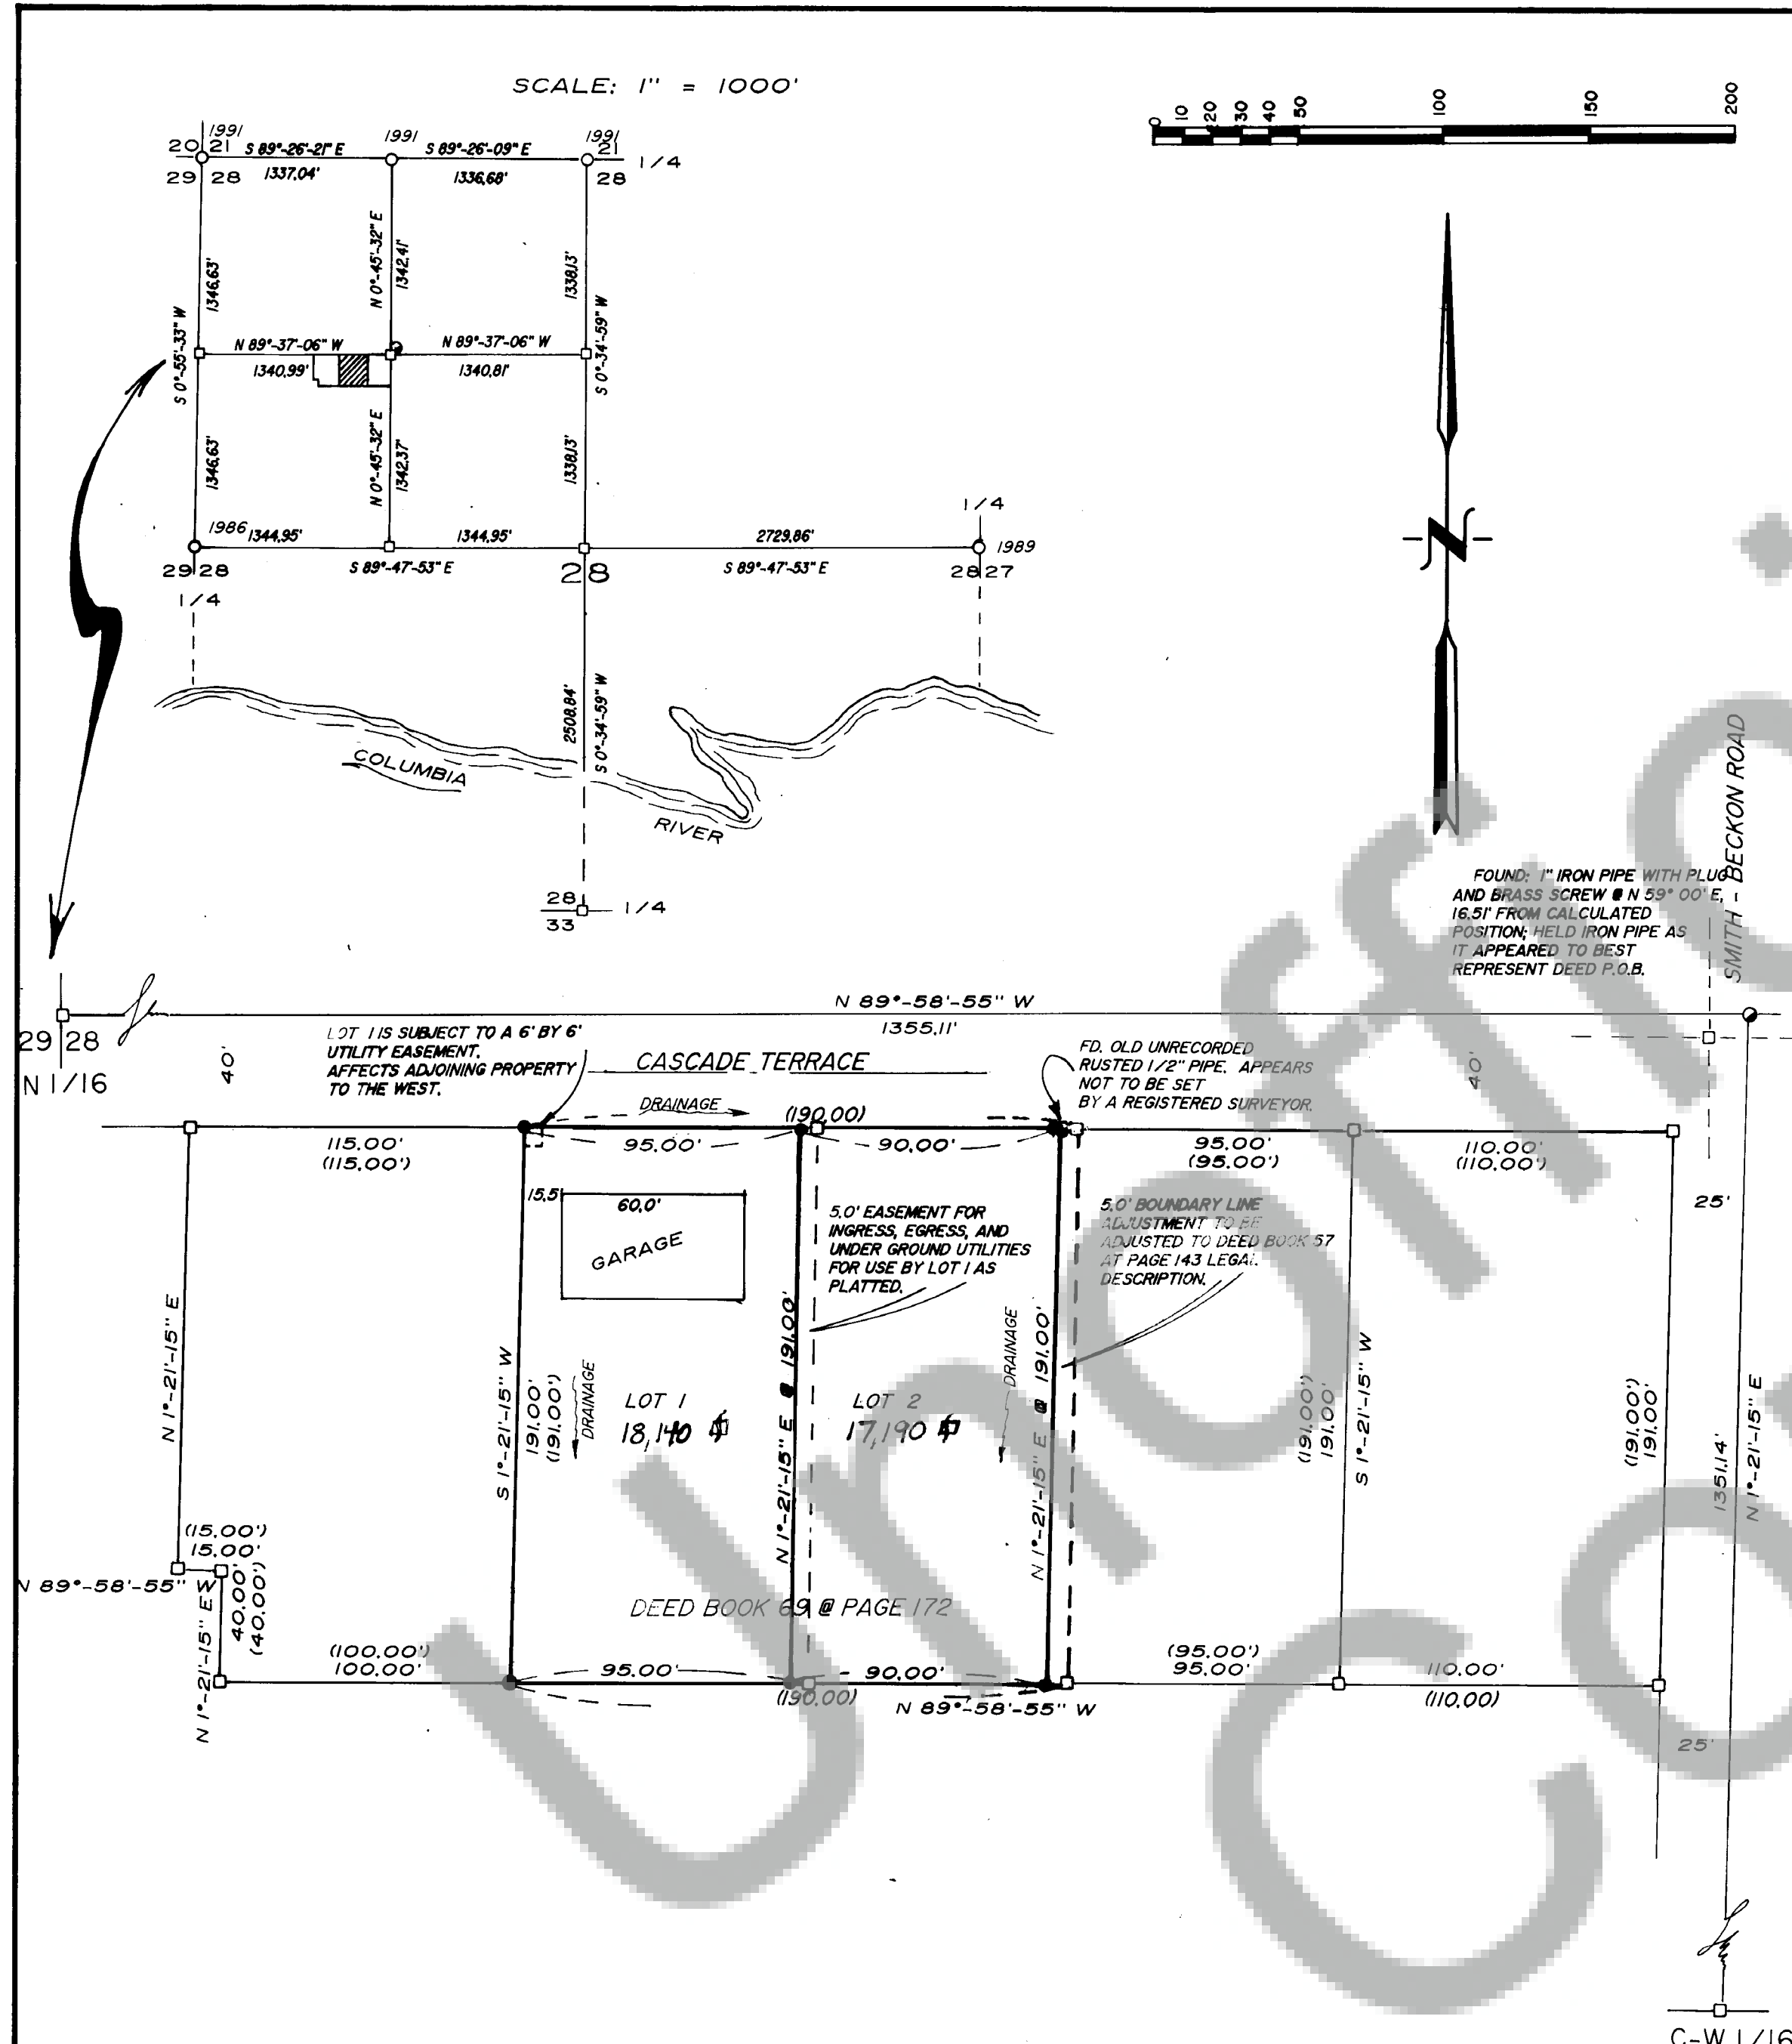 SCALE: 1" = 1000'
0 10 20 30 40 50 100 150 200
1991 1991 1991
20 21 S 89°-26'-21" E S 89°-26'-09" E 21 1/4
29 28 1337.04' 1336.68' 28
1346.63'
N 0°-45'-32" E
1342.41'
1338.13'
S 0°-55'-33" W
N 89°-37'-06" W N 89°-37'-06" W
1340.99' 1340.81'
S 0°-34'-59" W
1346.63'
N 0°-45'-32" E
1342.37'
1338.13'
1/4
1986 1344.95' 1344.95' 2729.86' 1989
29 28 S 89°-47'-53" E 28 S 89°-47'-53" E 28 27
1/4
2508.84'
S 0°-34'-59" W
COLUMBIA
RIVER
28 1/4
33
N
SMITH - BECKON ROAD
FOUND: 1" IRON PIPE WITH PLUG
AND BRASS SCREW @ N 59° 00' E,
16.51' FROM CALCULATED
POSITION; HELD IRON PIPE AS
IT APPEARED TO BEST
REPRESENT DEED P.O.B.
N 89°-58'-55" W
1355.11'
29 28
N 1/16
40'
LOT 1 IS SUBJECT TO A 6' BY 6'
UTILITY EASEMENT.
AFFECTS ADJOINING PROPERTY
TO THE WEST.
CASCADE TERRACE
FD. OLD UNRECORDED
RUSTED 1/2" PIPE. APPEARS
NOT TO BE SET
BY A REGISTERED SURVEYOR.
40'
DRAINAGE (190.00)
115.00' 95.00' 90.00' 95.00' 110.00'
(115.00') (95.00') (110.00')
15.5 60.0'
GARAGE
5.0' EASEMENT FOR
INGRESS, EGRESS, AND
UNDER GROUND UTILITIES
FOR USE BY LOT 1 AS
PLATTED.
5.0' BOUNDARY LINE
ADJUSTMENT TO BE
ADJUSTED TO DEED BOOK 57
AT PAGE 143 LEGAL
DESCRIPTION.
25'
N 1°-21'-15" E
S 1°-21'-15" W
191.00'
(191.00')
DRAINAGE
LOT 1
18,140
N 1°-21'-15" E @ 191.00'
LOT 2
17,190
DRAINAGE
N 1°-21'-15" E @ 191.00'
(191.00')
191.00'
S 1°-21'-15" W
(191.00')
191.00'
1351.14'
N 1°-21'-15" E
(15.00')
15.00'
N 89°-58'-55" W
N 1°-21'-15" E
40.00'
(40.00')
DEED BOOK 69 @ PAGE 172
(100.00') (95.00')
100.00' 95.00' 90.00' 95.00' 110.00'
(190.00) N 89°-58'-55" W (110.00)
25'
C-W 1/16